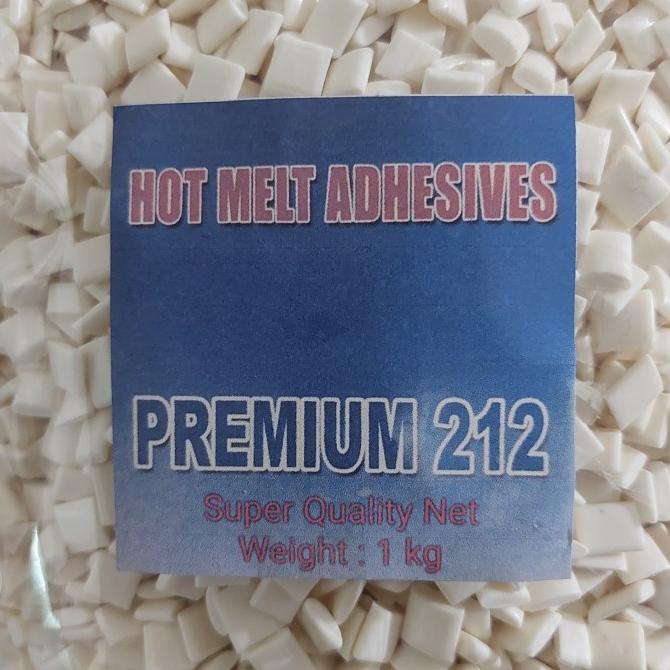 HOT MELT ADHESIVES
PREMIUM 212
Super Quality Net
Weight : 1 kg